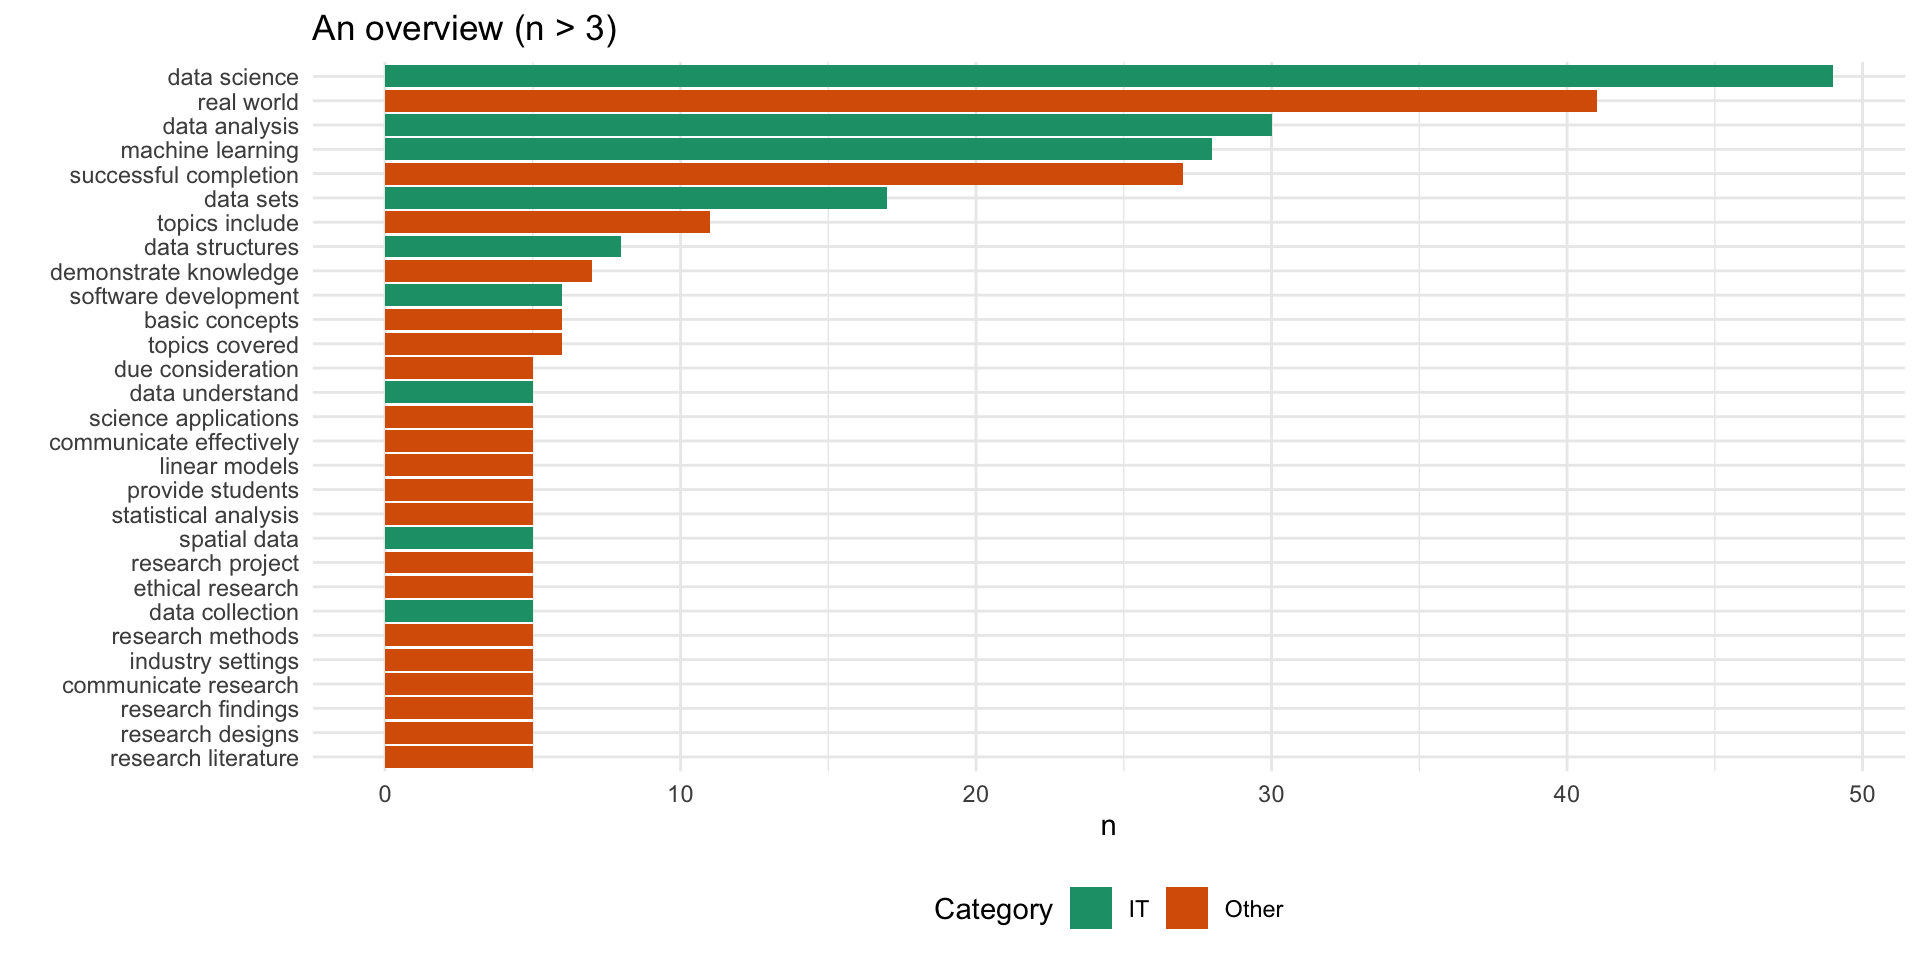 An overview (n > 3)
data science
real world
data analysis
machine learning
successful completion
data sets
topics include
data structures
demonstrate knowledge
software development
basic concepts
topics covered
due consideration
data understand
science applications
communicate effectively
linear models
provide students
statistical analysis
spatial data
research project
ethical research
data collection
research methods
industry settings
communicate research
research findings
research designs
research literature
0 10 20 30 40 50
n
Category IT Other